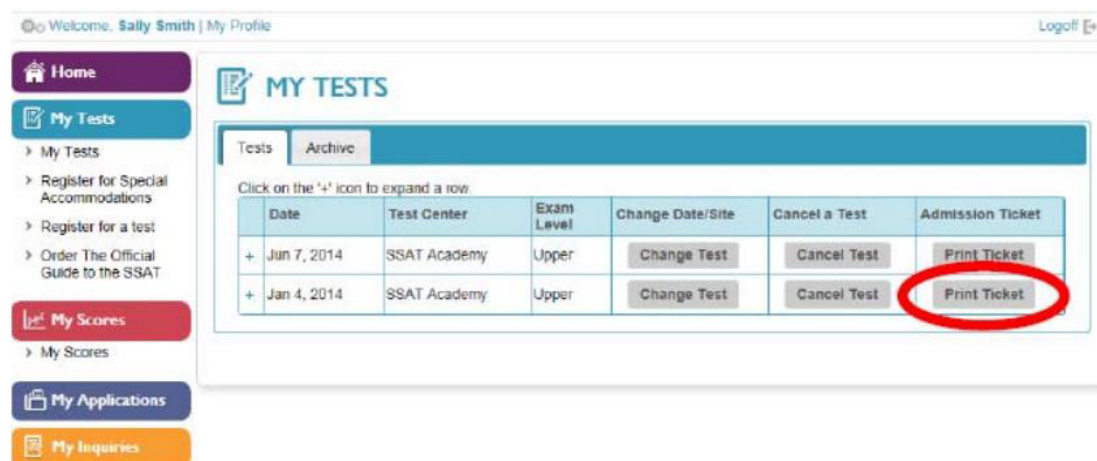 Welcome, Sally Smith | My Profile
Logoff
Home
MY TESTS
My Tests
Tests
Archive
My Tests
Register for Special
Accommodations
Register for a test
Order The Official
Guide to the SSAT
Click on the '+' icon to expand a row.
Date
Test Center
Exam
Level
Change Date/Site
Cancel a Test
Admission Ticket
+ Jun 7, 2014 SSAT Academy Upper Change Test Cancel Test Print Ticket
+ Jan 4, 2014 SSAT Academy Upper Change Test Cancel Test Print Ticket
My Scores
My Scores
My Applications
My Inquiries